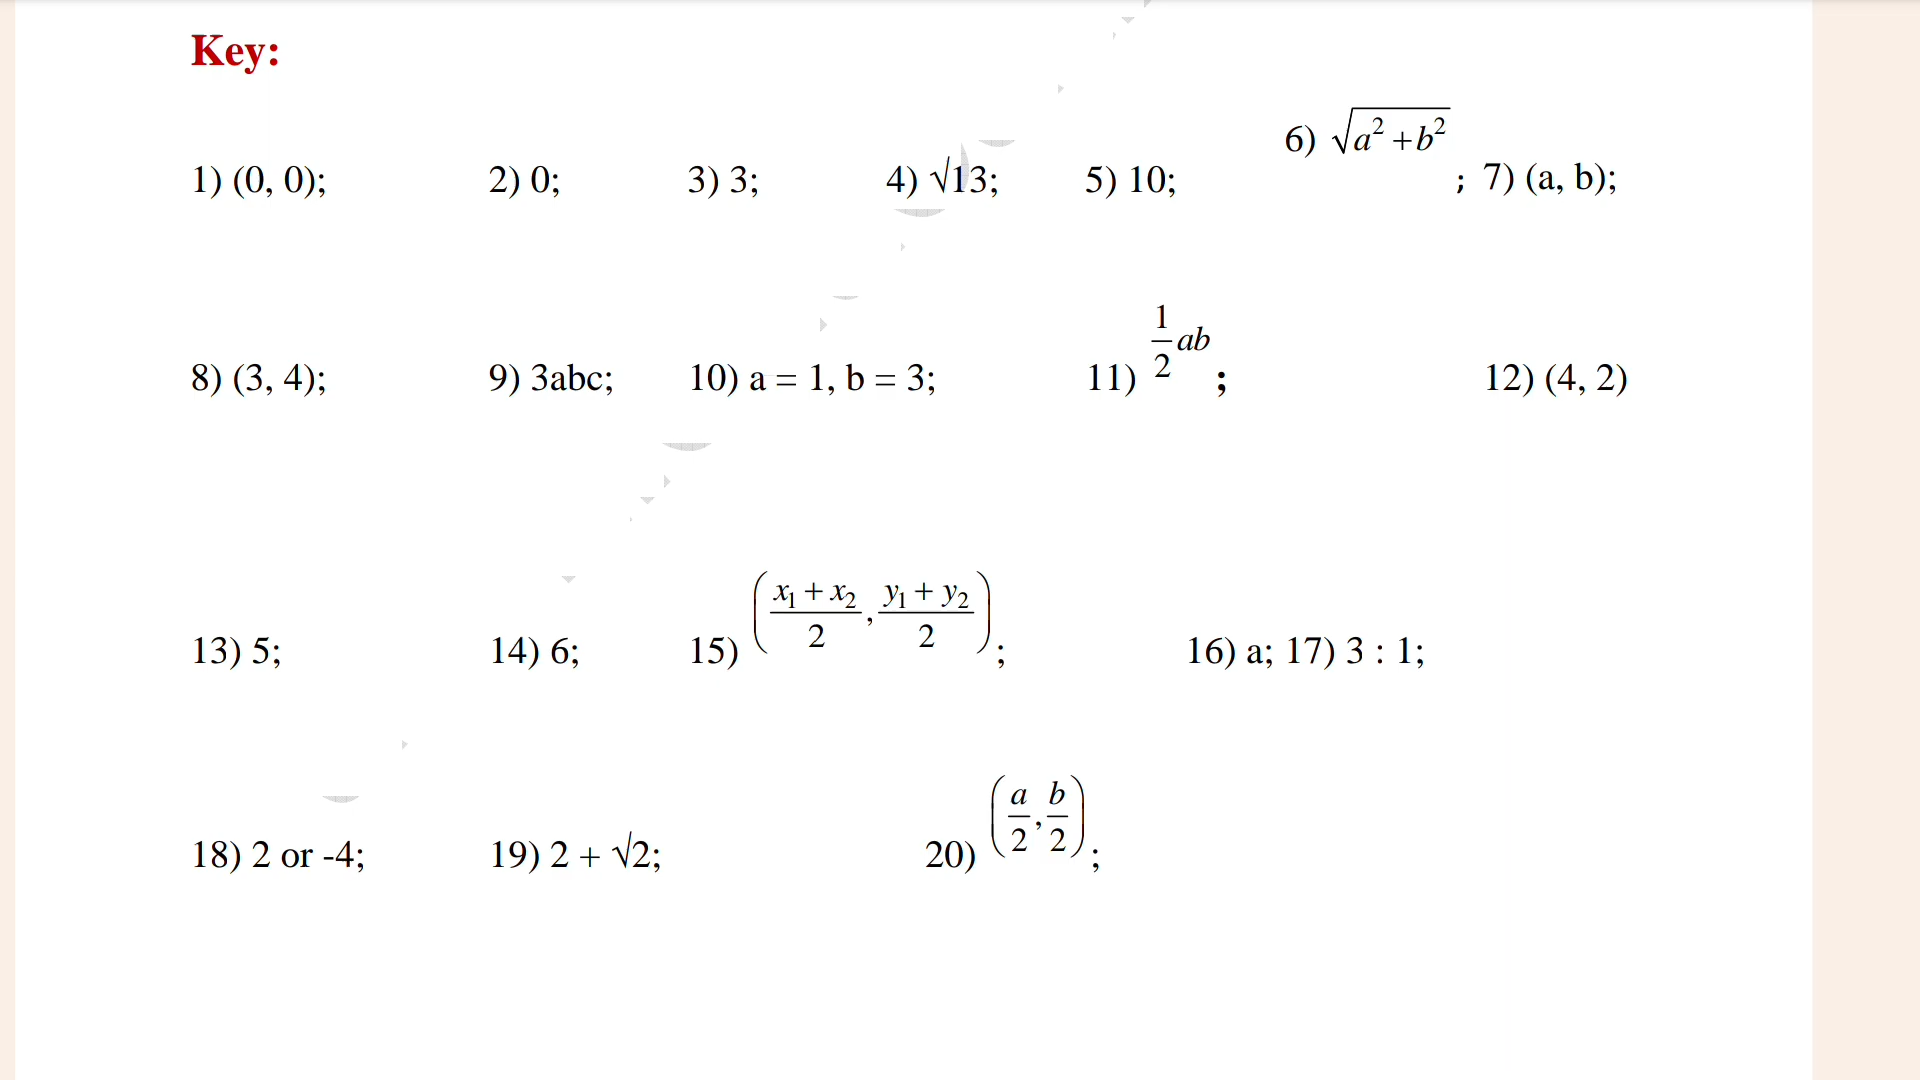 Key:
1) (0, 0); 2) 0; 3) 3; 4) √13; 5) 10; 6) √(a² + b²) ; 7) (a, b);
8) (3, 4); 9) 3abc; 10) a = 1, b = 3; 11) 1/2 ab ; 12) (4, 2)
13) 5; 14) 6; 15) ((x₁ + x₂)/2, (y₁ + y₂)/2); 16) a; 17) 3 : 1;
18) 2 or -4; 19) 2 + √2; 20) (a/2, b/2);